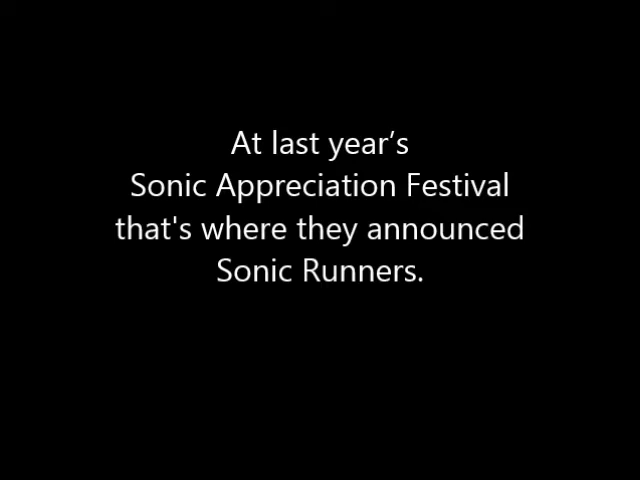 At last year’s
Sonic Appreciation Festival
that's where they announced
Sonic Runners.